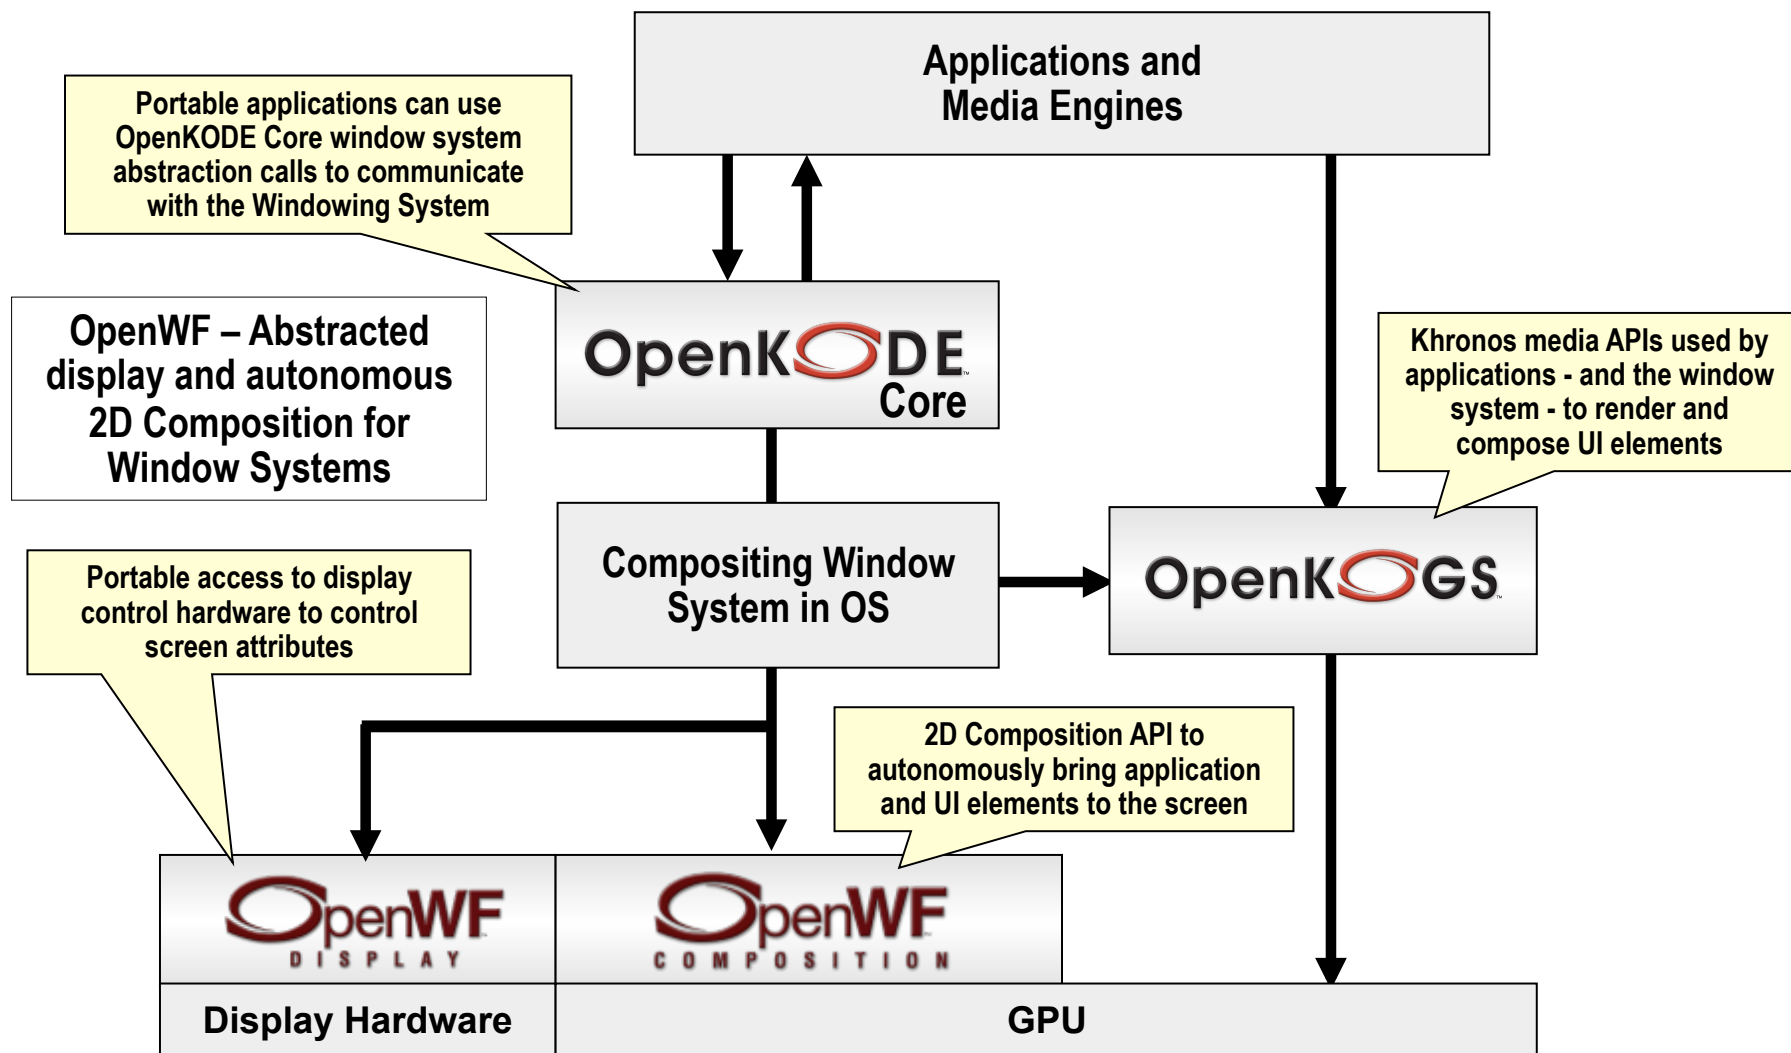 Applications and
Media Engines
Portable applications can use
OpenKODE Core window system
abstraction calls to communicate
with the Windowing System
OpenKODE™
Core
OpenWF – Abstracted
display and autonomous
2D Composition for
Window Systems
Khronos media APIs used by
applications - and the window
system - to render and
compose UI elements
Compositing Window
System in OS
OpenKOGS™
Portable access to display
control hardware to control
screen attributes
2D Composition API to
autonomously bring application
and UI elements to the screen
OpenWF™
DISPLAY
OpenWF™
COMPOSITION
Display Hardware
GPU